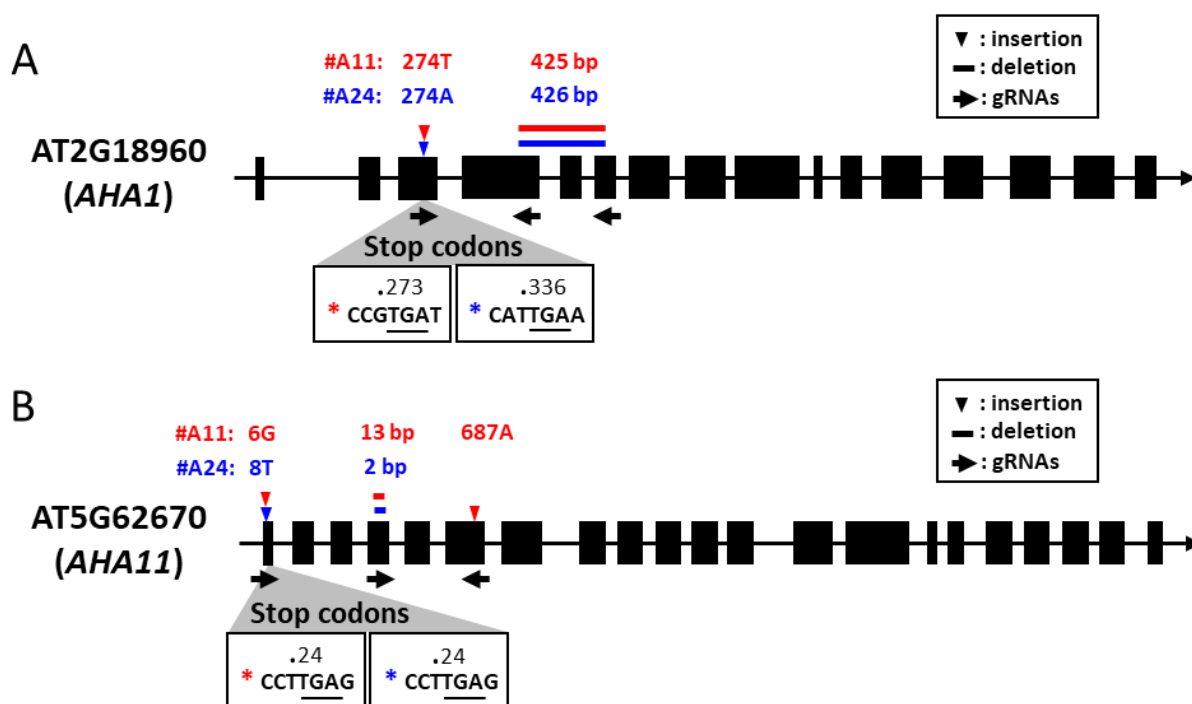 A
#A11: 274T 425 bp
#A24: 274A 426 bp
▼ : insertion
▬ : deletion
➡ : gRNAs
AT2G18960
(AHA1)
Stop codons
.273 .336
* CCGTGAT * CATTGAA
B
#A11: 6G 13 bp 687A
#A24: 8T 2 bp
▼ : insertion
▬ : deletion
➡ : gRNAs
AT5G62670
(AHA11)
Stop codons
.24 .24
* CCTTGAG * CCTTGAG